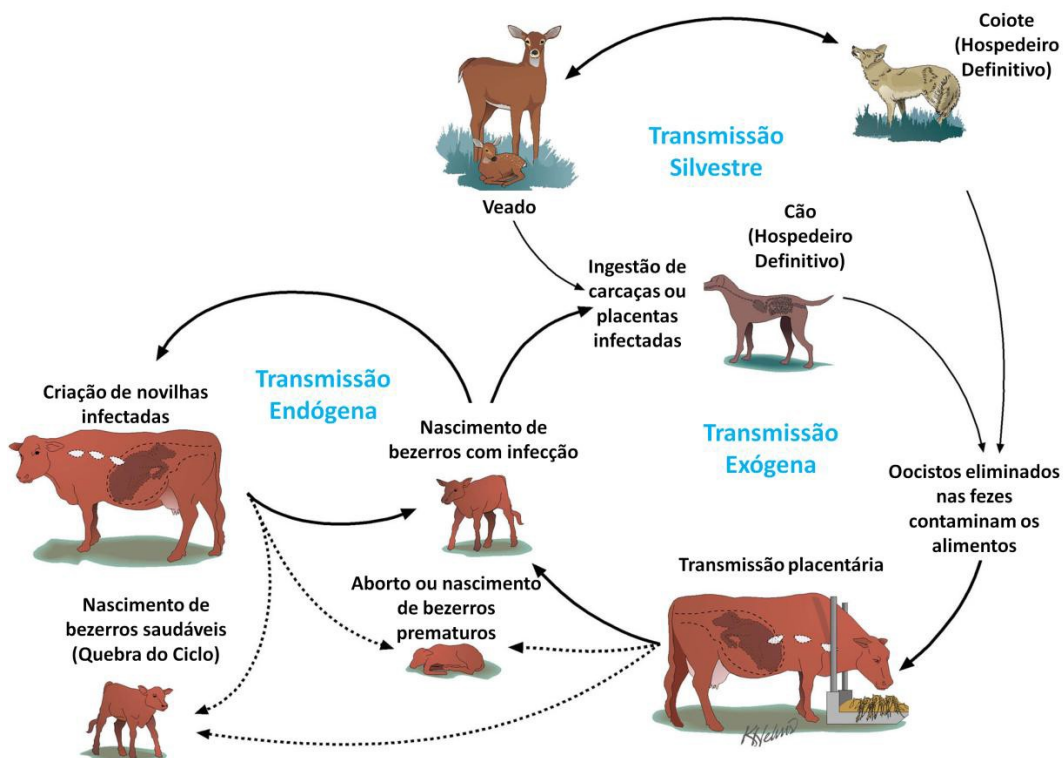 Coiote
(Hospedeiro
Definitivo)
Transmissão
Silvestre
Veado
Cão
(Hospedeiro
Definitivo)
Ingestão de
carcaças ou
placentas
infectadas
Transmissão
Endógena
Criação de novilhas
infectadas
Nascimento de
bezerros com infecção
Transmissão
Exógena
Oocistos eliminados
nas fezes
contaminam os
alimentos
Transmissão placentária
Aborto ou nascimento
de bezerros
prematuros
Nascimento de
bezerros saudáveis
(Quebra do Ciclo)